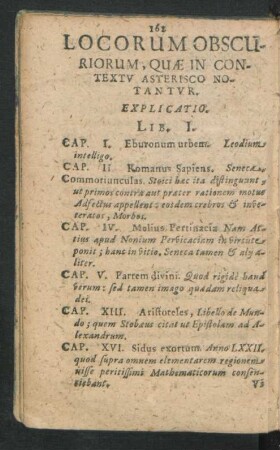 162
LOCORUM OBSCU-
RIORUM, QUÆ IN CON-
TEXTV ASTERISCO NO-
TANTVR.
EXPLICATIO.
LIB. I.
CAP. I. Eburonum urbem. Leodium
intelligo.
CAP. II. Romanus Sapiens. Seneca.
Commotiunculas. Stoici hæc ita distinguunt,
ut primos contra aut præter rationem motus
Adfectus appellent: eosdem crebros & inve-
teratos, Morbos.
CAP. IV. Melius Pertinacia Nam At-
tius apud Nonium Pervicaciam in virtute
ponit; hanc in vitio. Seneca tamen & alij a-
liter.
CAP. V. Partem divini. Quod rigidè haud
verum: sed tamen imago quædam reliqua
dei.
CAP. XIII. Aristoteles, Libello de Mun-
do; quem Stobæus citat ut Epistolam ad A-
lexandrum.
CAP. XVI. Sidus exortum. Anno LXXII.
quod supra omnem elementarem regionem
uisse peritissimi Mathematicorum consen-
tiebant.